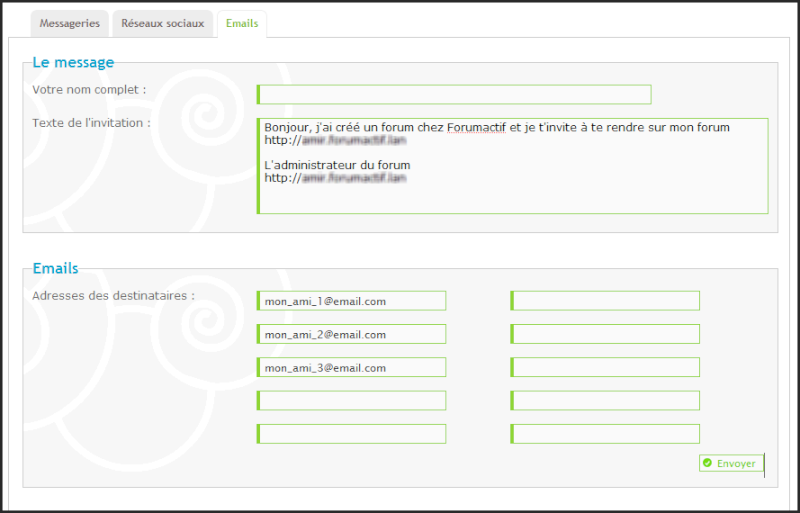 Messageries
Réseaux sociaux
Emails
Le message
Votre nom complet :
Texte de l'invitation :
Bonjour, j'ai créé un forum chez Forumactif et je t'invite à te rendre sur mon forum
http://
L'administrateur du forum
http://
Emails
Adresses des destinataires :
mon_ami_1@email.com
mon_ami_2@email.com
mon_ami_3@email.com
Envoyer